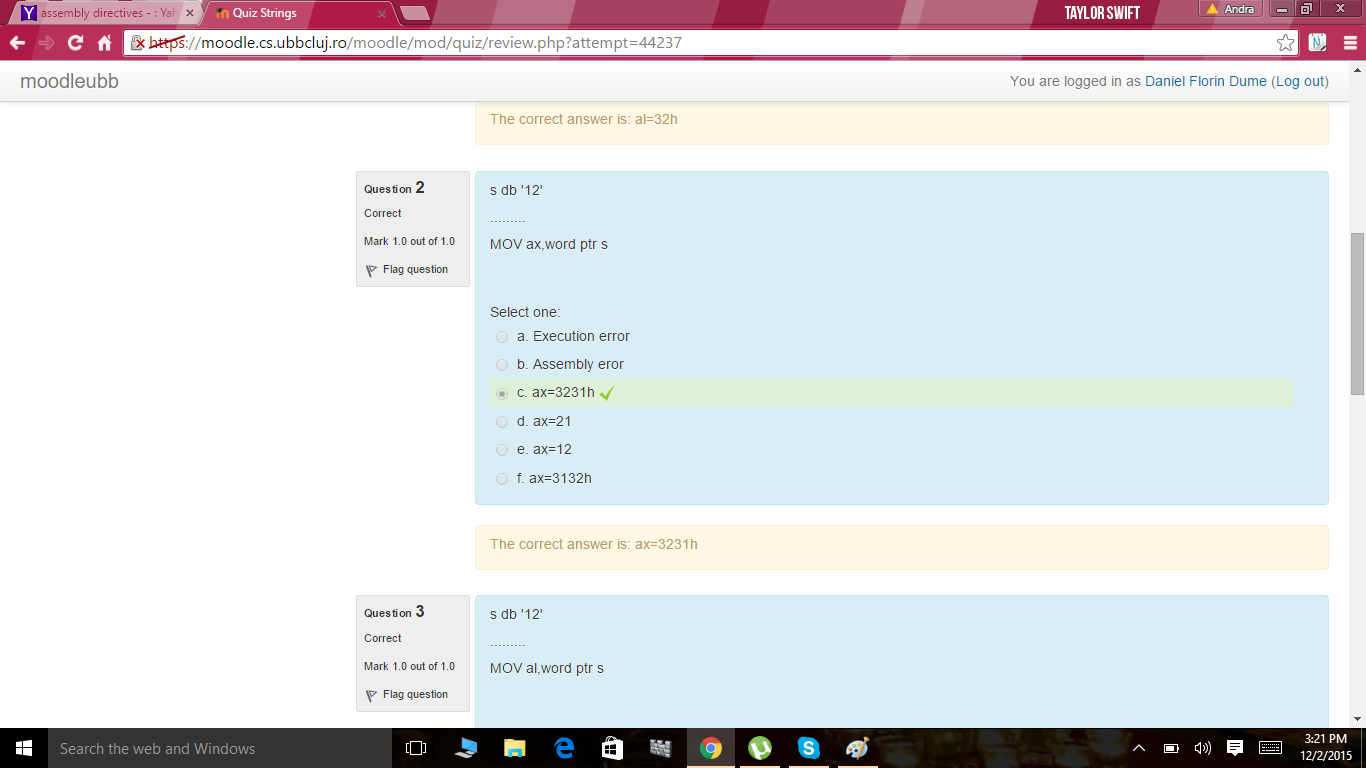 assembly directives - : Yah
Quiz Strings
TAYLOR SWIFT
Andra
https://moodle.cs.ubbcluj.ro/moodle/mod/quiz/review.php?attempt=44237
moodleubb
You are logged in as Daniel Florin Dume (Log out)
The correct answer is: al=32h
Question 2
Correct
Mark 1.0 out of 1.0
Flag question
s db '12'
.........
MOV ax,word ptr s
Select one:
a. Execution error
b. Assembly eror
c. ax=3231h
d. ax=21
e. ax=12
f. ax=3132h
The correct answer is: ax=3231h
Question 3
Correct
Mark 1.0 out of 1.0
Flag question
s db '12'
.........
MOV al,word ptr s
Search the web and Windows
3:21 PM
12/2/2015